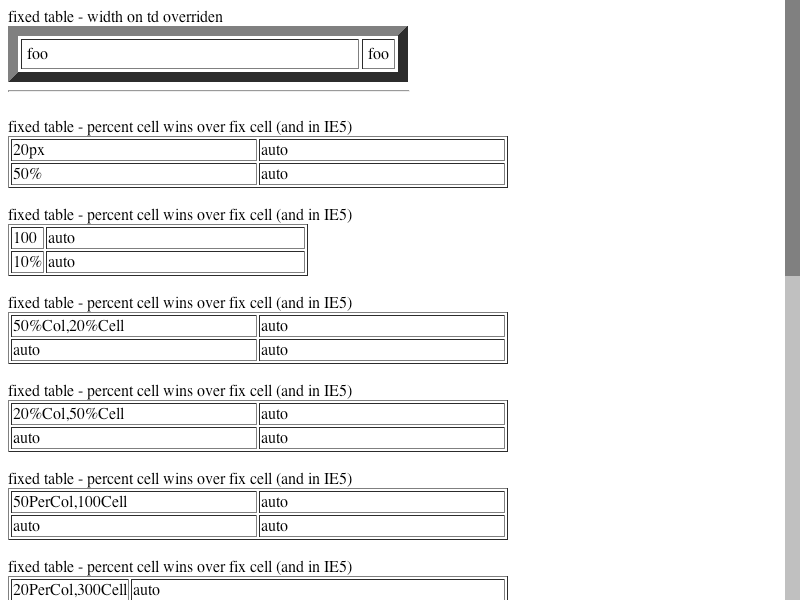 fixed table - width on td overriden
foo foo
fixed table - percent cell wins over fix cell (and in IE5)
20px auto
50% auto
fixed table - percent cell wins over fix cell (and in IE5)
100 auto
10% auto
fixed table - percent cell wins over fix cell (and in IE5)
50%Col,20%Cell auto
auto auto
fixed table - percent cell wins over fix cell (and in IE5)
20%Col,50%Cell auto
auto auto
fixed table - percent cell wins over fix cell (and in IE5)
50PerCol,100Cell auto
auto auto
fixed table - percent cell wins over fix cell (and in IE5)
20PerCol,300Cell auto